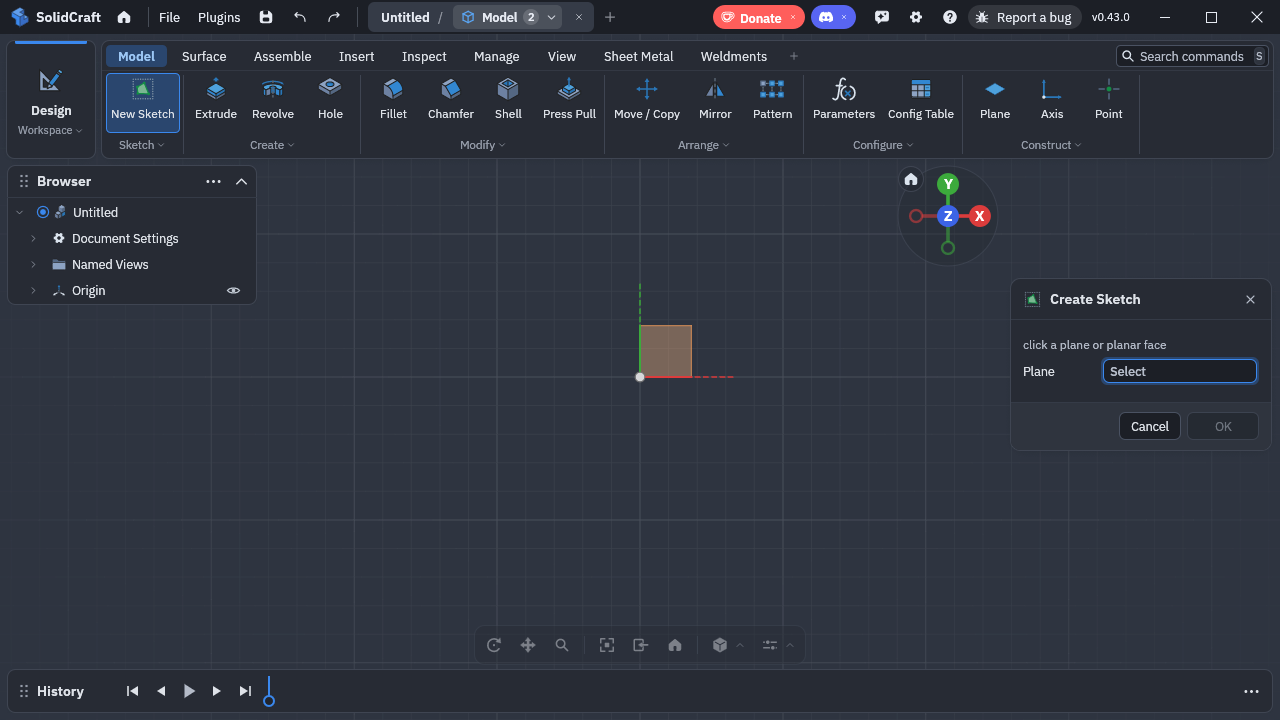 SolidCraft File Plugins Untitled / Model 2 Donate Report a bug v0.43.0
Design
Workspace
Model Surface Assemble Insert Inspect Manage View Sheet Metal Weldments Search commands S
New Sketch Extrude Revolve Hole Fillet Chamfer Shell Press Pull Move / Copy Mirror Pattern Parameters Config Table Plane Axis Point
Sketch Create Modify Arrange Configure Construct
Browser
Untitled
Document Settings
Named Views
Origin
Y
Z X
Create Sketch
click a plane or planar face
Plane Select
Cancel OK
History